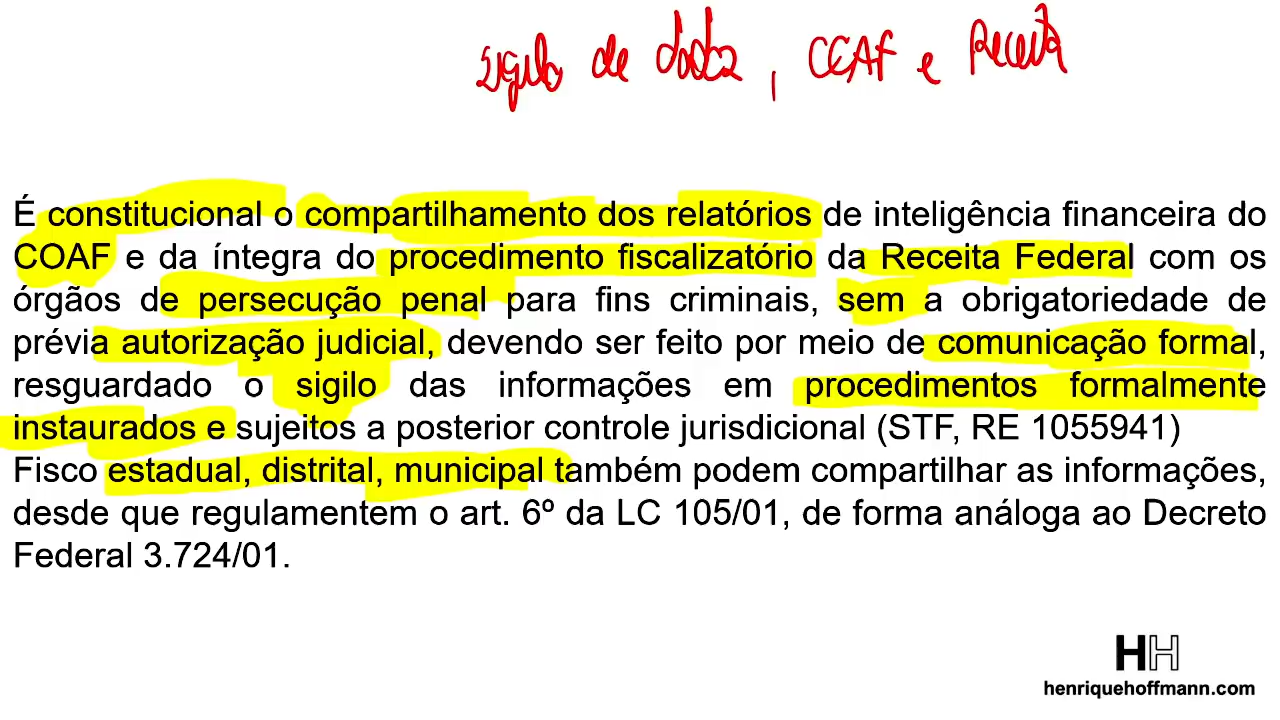 Sigilo de dados, COAF e Receita
É constitucional o compartilhamento dos relatórios de inteligência financeira do
COAF e da íntegra do procedimento fiscalizatório da Receita Federal com os
órgãos de persecução penal para fins criminais, sem a obrigatoriedade de
prévia autorização judicial, devendo ser feito por meio de comunicação formal,
resguardado o sigilo das informações em procedimentos formalmente
instaurados e sujeitos a posterior controle jurisdicional (STF, RE 1055941)
Fisco estadual, distrital, municipal também podem compartilhar as informações,
desde que regulamentem o art. 6º da LC 105/01, de forma análoga ao Decreto
Federal 3.724/01.
HH
henriquehoffmann.com